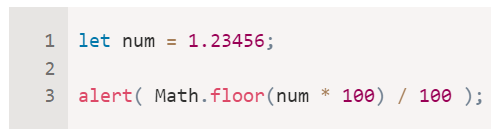 1 let num = 1.23456;
2
3 alert( Math.floor(num * 100) / 100 );